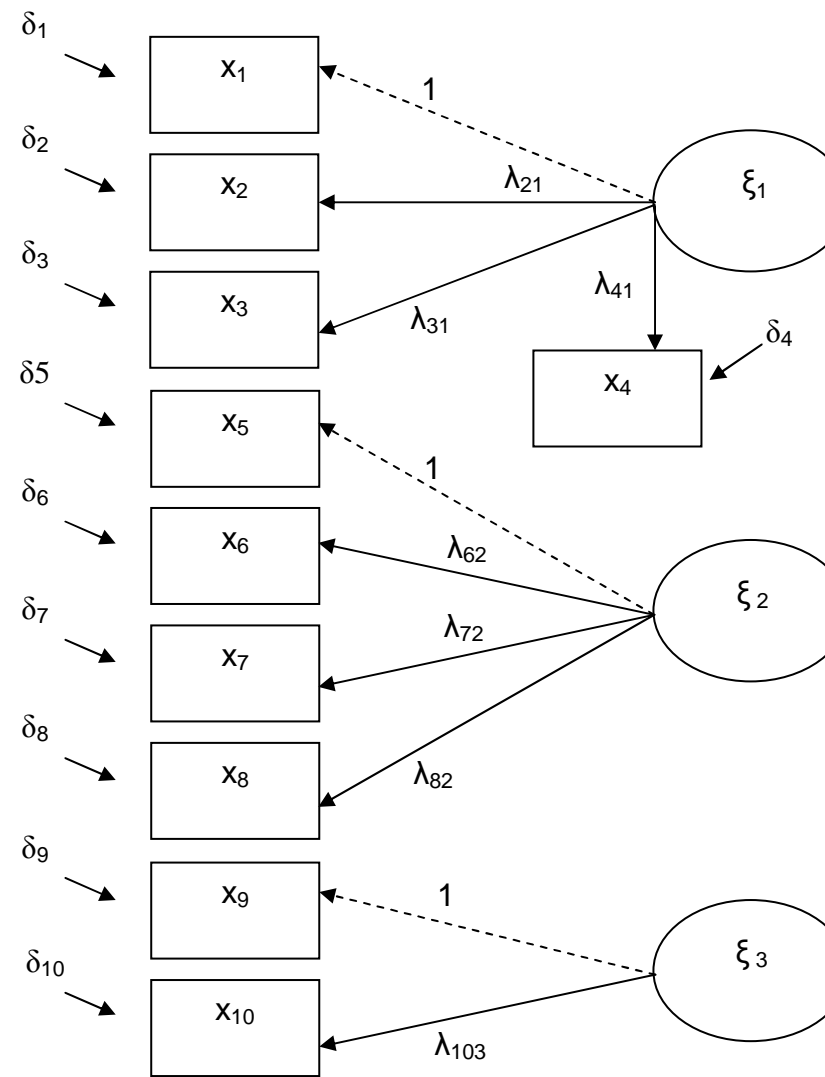 δ₁
x₁
1
δ₂
x₂
λ₂₁
ξ₁
δ₃
x₃
λ₃₁
λ₄₁
δ₄
x₄
δ5
x₅
1
δ₆
x₆
λ₆₂
ξ₂
δ₇
x₇
λ₇₂
δ₈
x₈
λ₈₂
δ₉
x₉
1
ξ₃
δ₁₀
x₁₀
λ₁₀₃